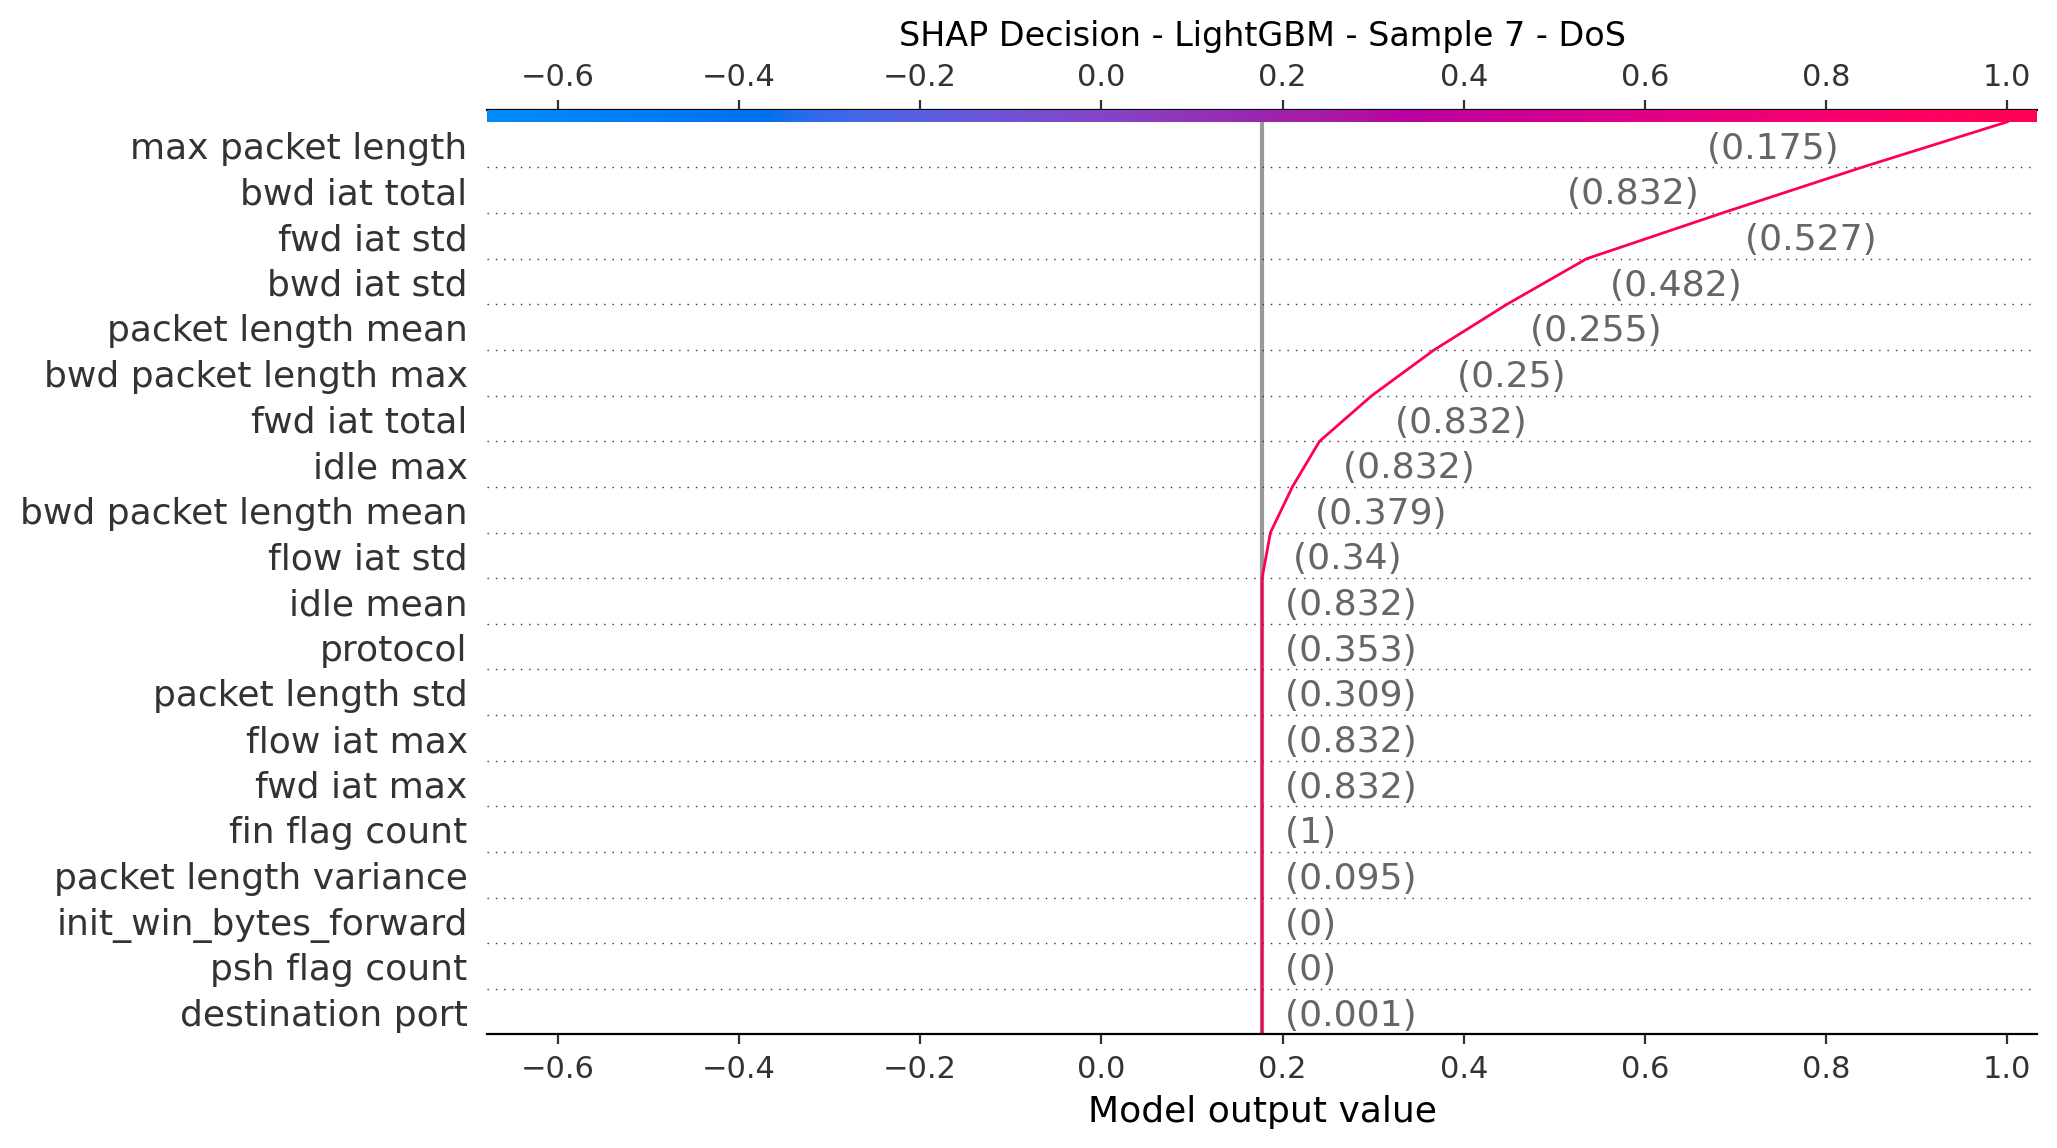 SHAP Decision - LightGBM - Sample 7 - DoS
−0.6 −0.4 −0.2 0.0 0.2 0.4 0.6 0.8 1.0
max packet length (0.175)
bwd iat total (0.832)
fwd iat std (0.527)
bwd iat std (0.482)
packet length mean (0.255)
bwd packet length max (0.25)
fwd iat total (0.832)
idle max (0.832)
bwd packet length mean (0.379)
flow iat std (0.34)
idle mean (0.832)
protocol (0.353)
packet length std (0.309)
flow iat max (0.832)
fwd iat max (0.832)
fin flag count (1)
packet length variance (0.095)
init_win_bytes_forward (0)
psh flag count (0)
destination port (0.001)
−0.6 −0.4 −0.2 0.0 0.2 0.4 0.6 0.8 1.0
Model output value